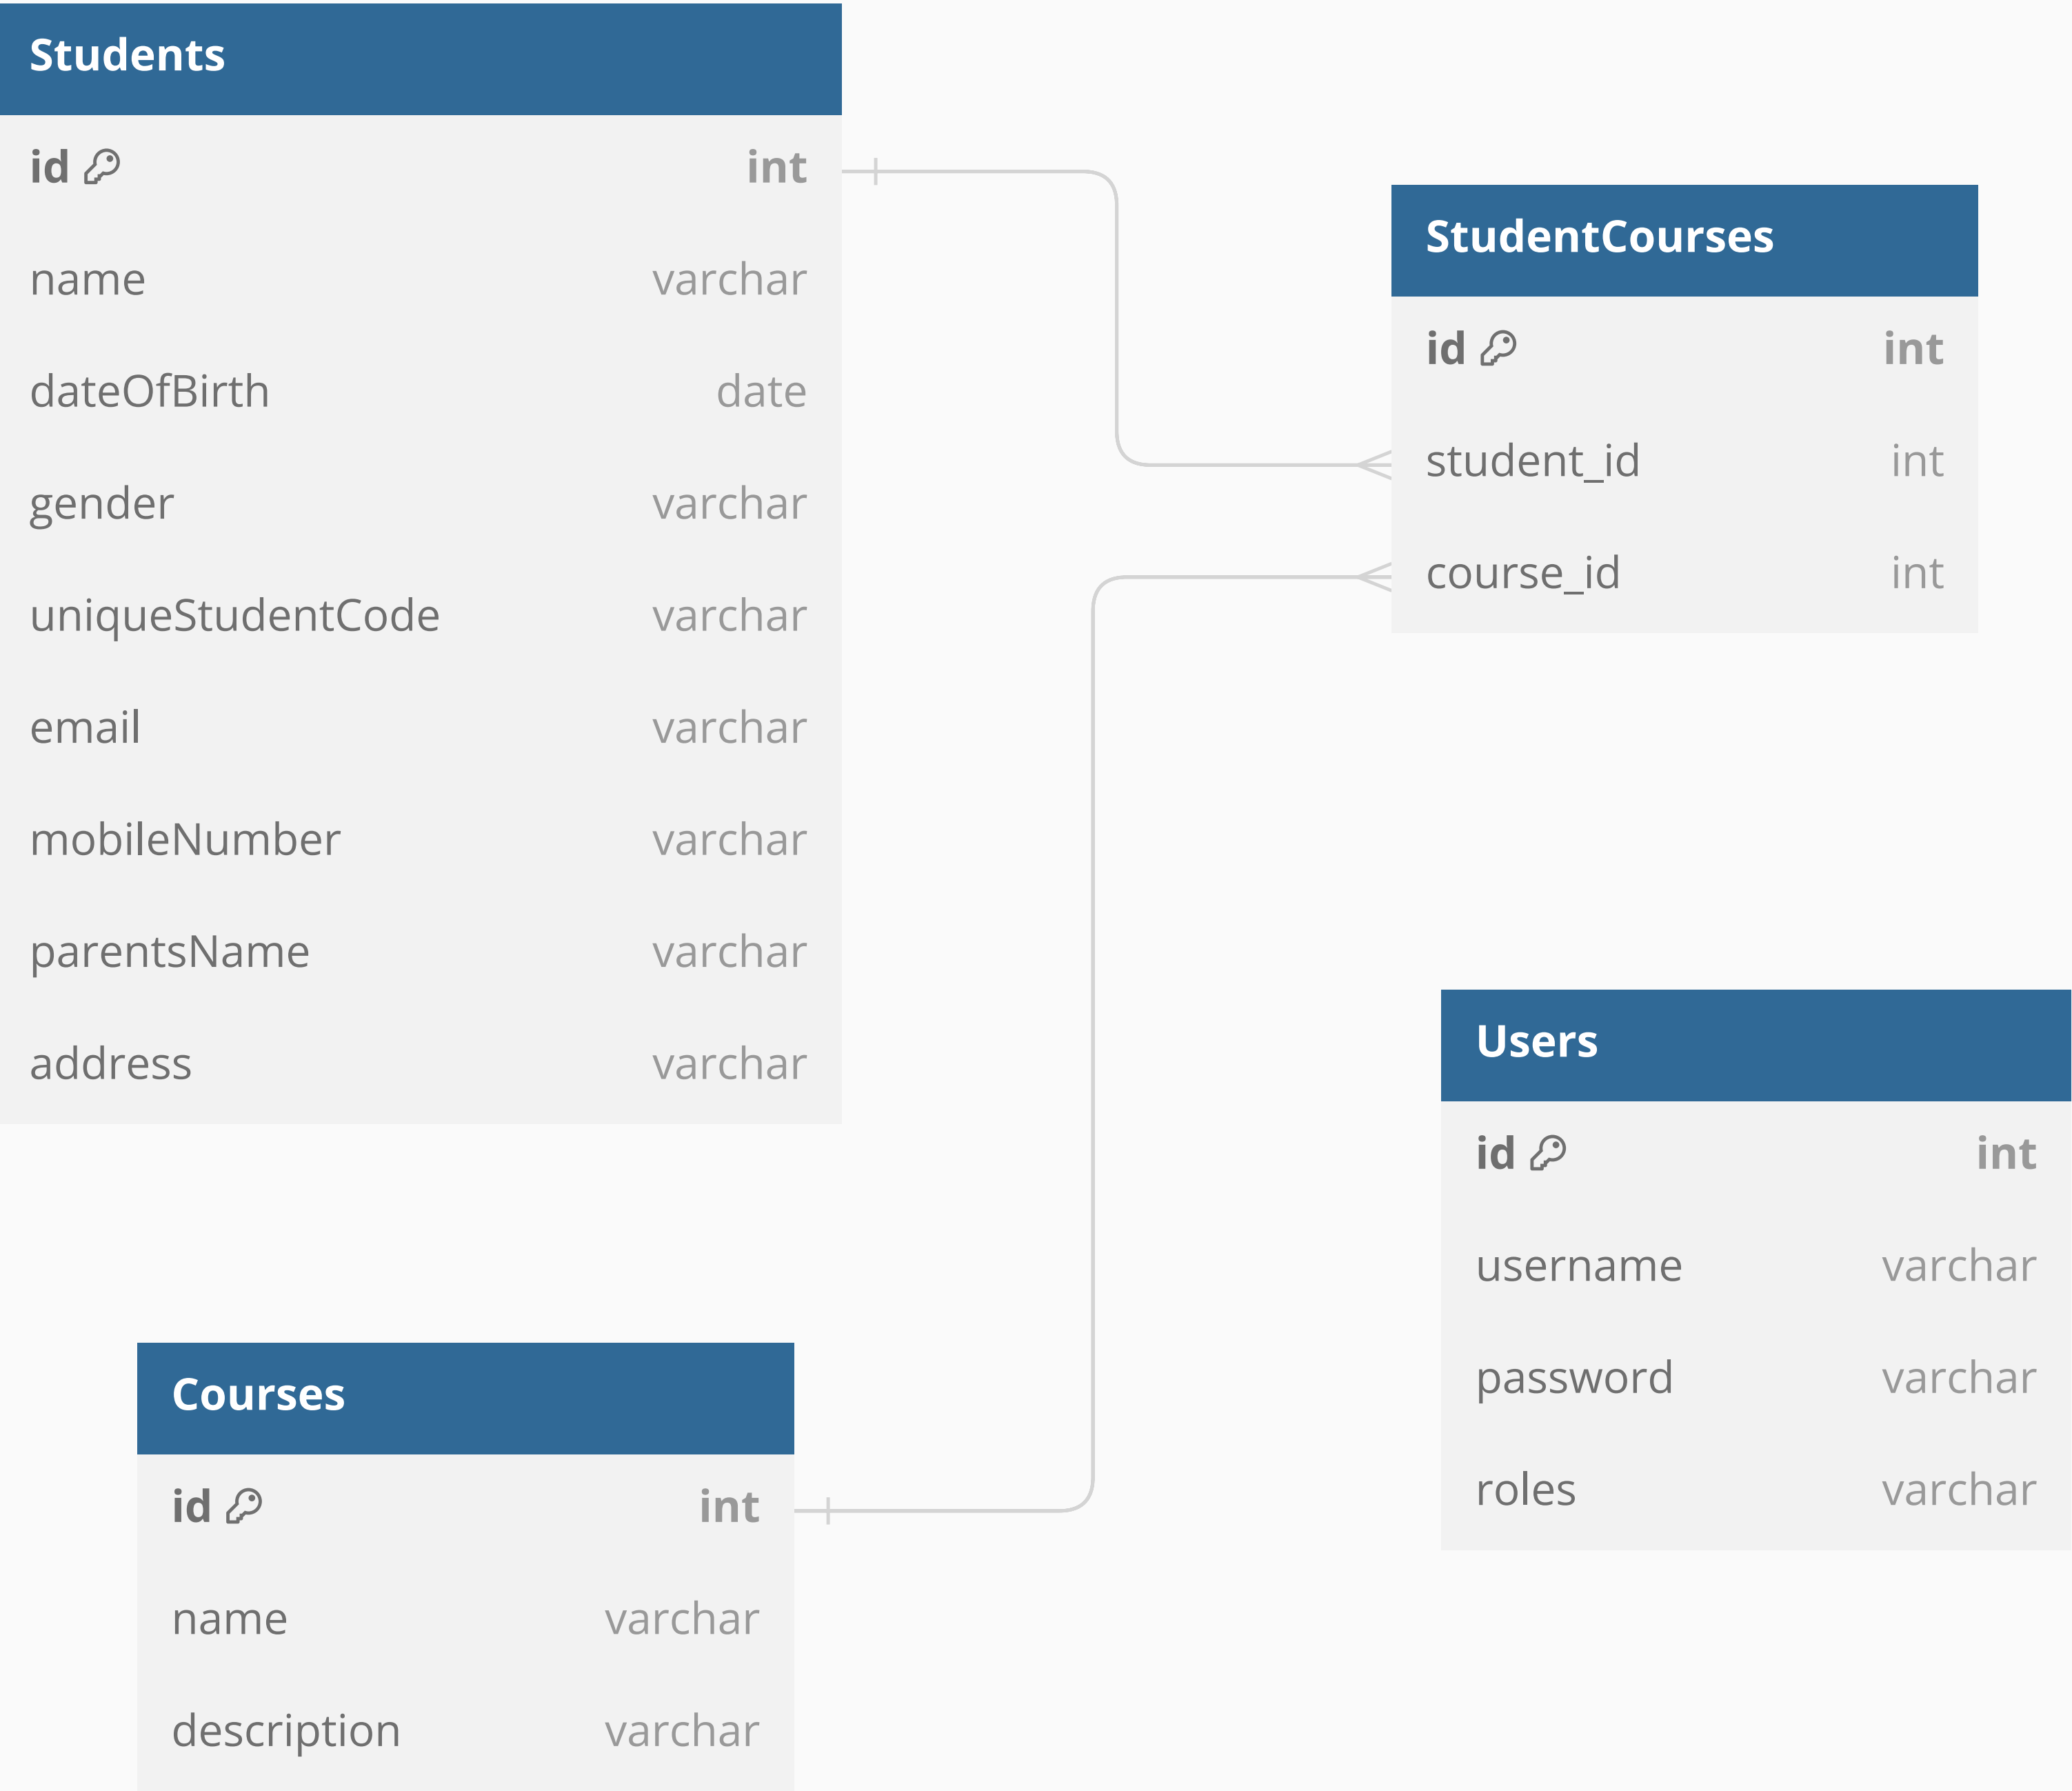 Students
id int
name varchar
dateOfBirth date
gender varchar
uniqueStudentCode varchar
email varchar
mobileNumber varchar
parentsName varchar
address varchar
StudentCourses
id int
student_id int
course_id int
Users
id int
username varchar
password varchar
roles varchar
Courses
id int
name varchar
description varchar